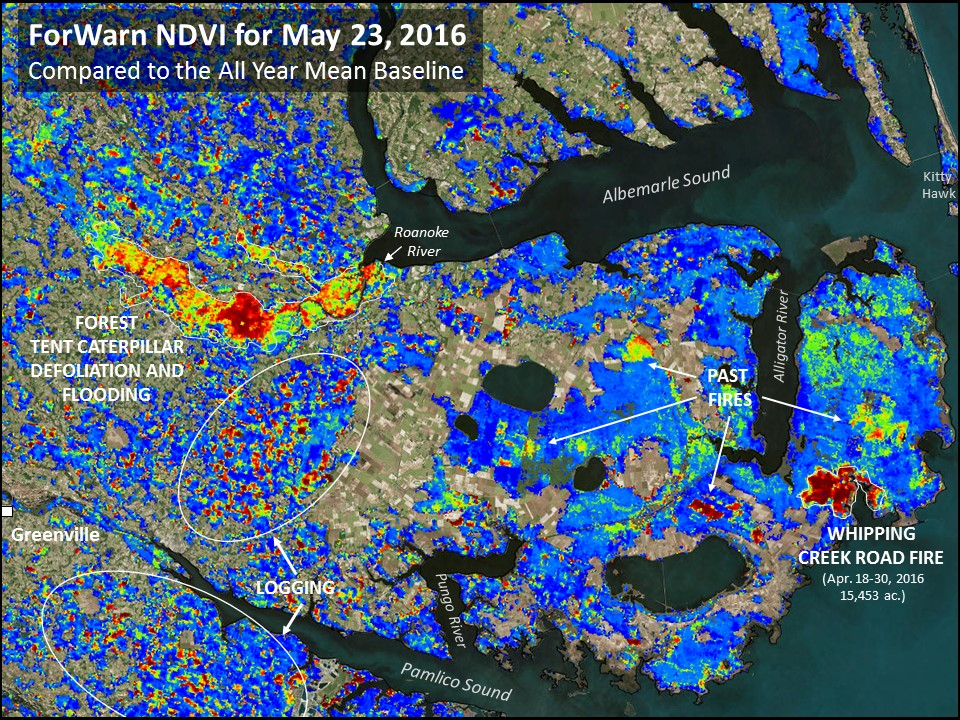 ForWarn NDVI for May 23, 2016
Compared to the All Year Mean Baseline
Albemarle Sound
Kitty
Hawk
Roanoke
River
Alligator River
FOREST
TENT CATERPILLAR
DEFOLIATION AND
FLOODING
PAST
FIRES
Greenville
WHIPPING
CREEK ROAD FIRE
(Apr. 18-30, 2016
15,453 ac.)
LOGGING
Pungo River
Pamlico Sound